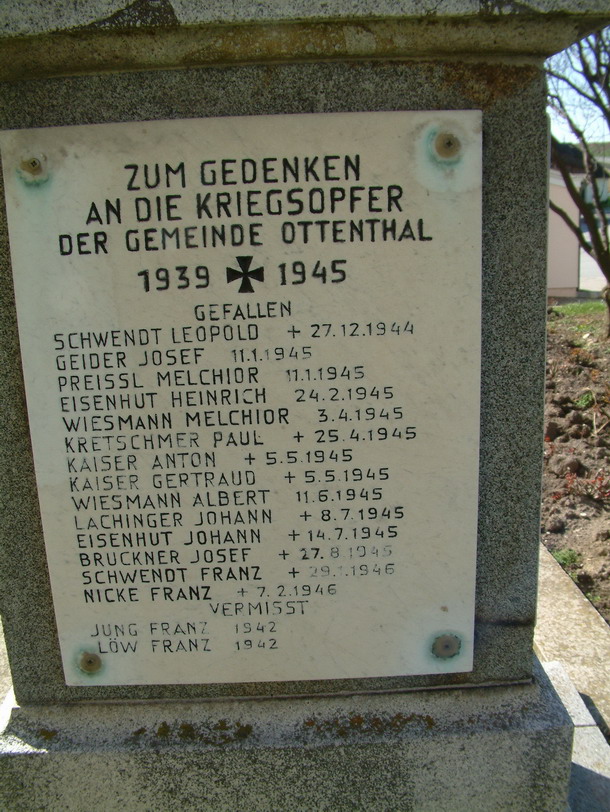 ZUM GEDENKEN
AN DIE KRIEGSOPFER
DER GEMEINDE OTTENTHAL
1939 ✠ 1945
GEFALLEN
SCHWENDT LEOPOLD + 27.12.1944
GEIDER JOSEF 11.1.1945
PREISSL MELCHIOR 11.1.1945
EISENHUT HEINRICH 24.2.1945
WIESMANN MELCHIOR 3.4.1945
KRETSCHMER PAUL + 25.4.1945
KAISER ANTON + 5.5.1945
KAISER GERTRAUD + 5.5.1945
WIESMANN ALBERT 11.6.1945
LACHINGER JOHANN + 8.7.1945
EISENHUT JOHANN + 14.7.1945
BRUCKNER JOSEF + 27.8.1945
SCHWENDT FRANZ + 29.1.1946
NICKE FRANZ + 7.2.1946
VERMISST
JUNG FRANZ 1942
LÖW FRANZ 1942